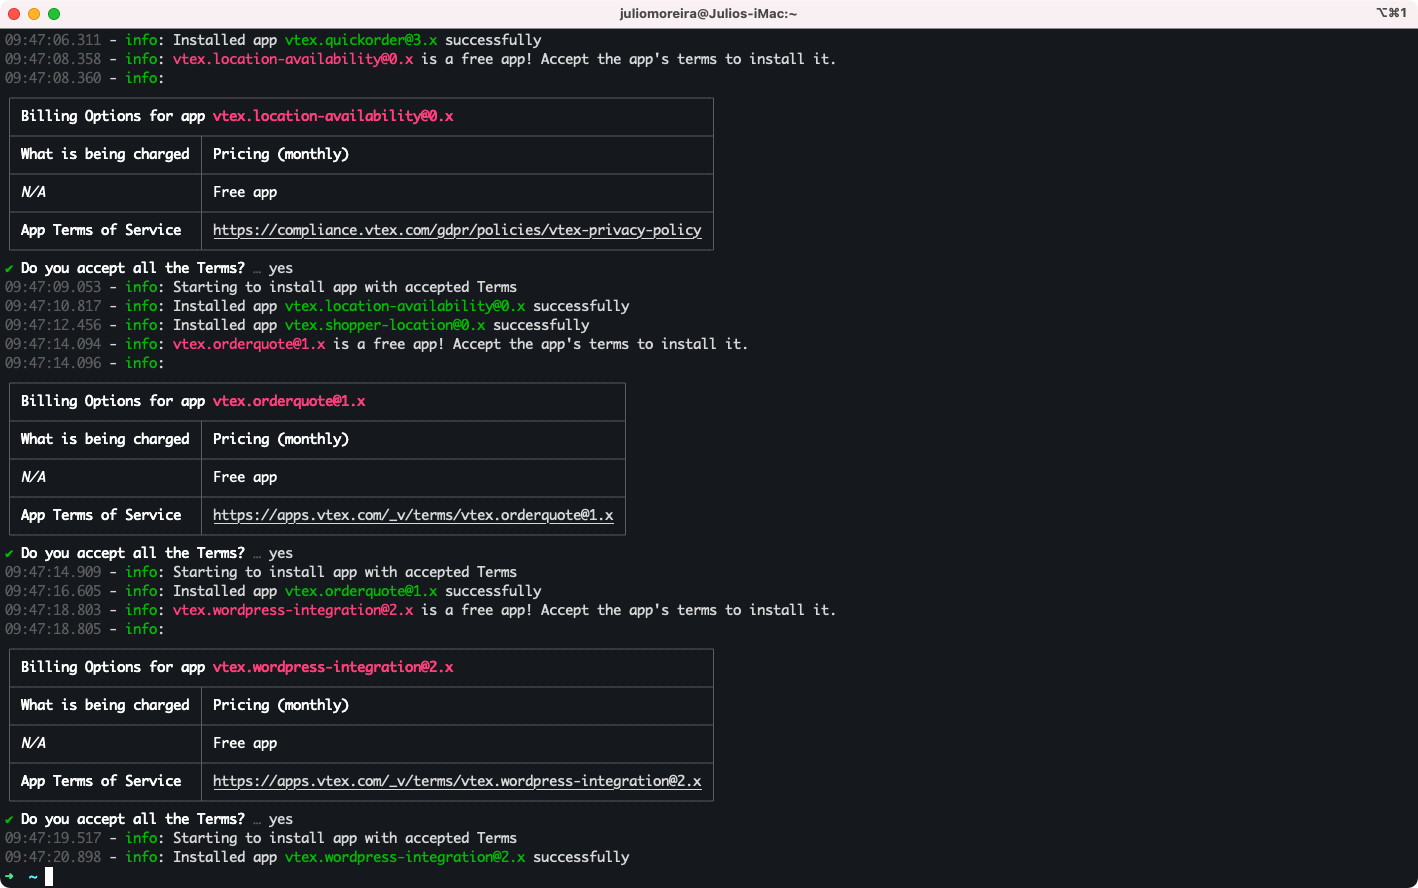 juliomoreira@Julios-iMac:~
⌥⌘1
09:47:06.311 - info: Installed app vtex.quickorder@3.x successfully
09:47:08.358 - info: vtex.location-availability@0.x is a free app! Accept the app's terms to install it.
09:47:08.360 - info:
Billing Options for app vtex.location-availability@0.x
What is being charged Pricing (monthly)
N/A Free app
App Terms of Service https://compliance.vtex.com/gdpr/policies/vtex-privacy-policy
✔ Do you accept all the Terms? … yes
09:47:09.053 - info: Starting to install app with accepted Terms
09:47:10.817 - info: Installed app vtex.location-availability@0.x successfully
09:47:12.456 - info: Installed app vtex.shopper-location@0.x successfully
09:47:14.094 - info: vtex.orderquote@1.x is a free app! Accept the app's terms to install it.
09:47:14.096 - info:
Billing Options for app vtex.orderquote@1.x
What is being charged Pricing (monthly)
N/A Free app
App Terms of Service https://apps.vtex.com/_v/terms/vtex.orderquote@1.x
✔ Do you accept all the Terms? … yes
09:47:14.909 - info: Starting to install app with accepted Terms
09:47:16.605 - info: Installed app vtex.orderquote@1.x successfully
09:47:18.803 - info: vtex.wordpress-integration@2.x is a free app! Accept the app's terms to install it.
09:47:18.805 - info:
Billing Options for app vtex.wordpress-integration@2.x
What is being charged Pricing (monthly)
N/A Free app
App Terms of Service https://apps.vtex.com/_v/terms/vtex.wordpress-integration@2.x
✔ Do you accept all the Terms? … yes
09:47:19.517 - info: Starting to install app with accepted Terms
09:47:20.898 - info: Installed app vtex.wordpress-integration@2.x successfully
➜ ~